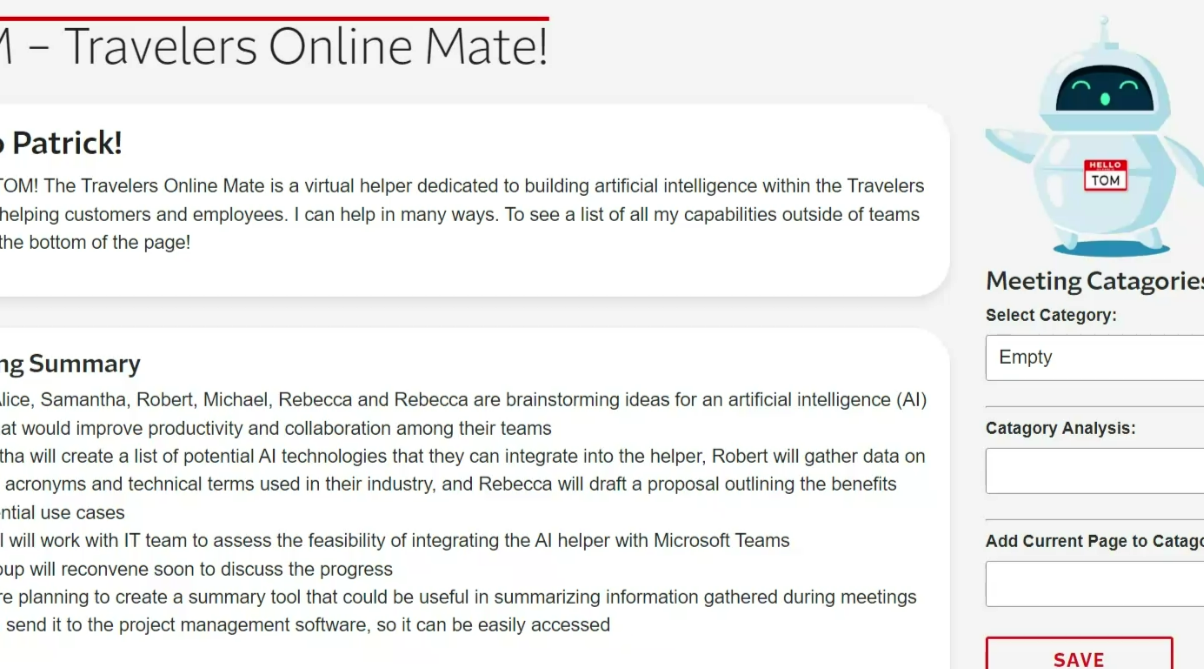 M – Travelers Online Mate!
o Patrick!
TOM! The Travelers Online Mate is a virtual helper dedicated to building artificial intelligence within the Travelers
helping customers and employees. I can help in many ways. To see a list of all my capabilities outside of teams
the bottom of the page!
ng Summary
Alice, Samantha, Robert, Michael, Rebecca and Rebecca are brainstorming ideas for an artificial intelligence (AI)
at would improve productivity and collaboration among their teams
tha will create a list of potential AI technologies that they can integrate into the helper, Robert will gather data on
acronyms and technical terms used in their industry, and Rebecca will draft a proposal outlining the benefits
ntial use cases
l will work with IT team to assess the feasibility of integrating the AI helper with Microsoft Teams
oup will reconvene soon to discuss the progress
re planning to create a summary tool that could be useful in summarizing information gathered during meetings
send it to the project management software, so it can be easily accessed
HELLO
TOM
Meeting Catagories
Select Category:
Empty
Catagory Analysis:
Add Current Page to Catago
SAVE